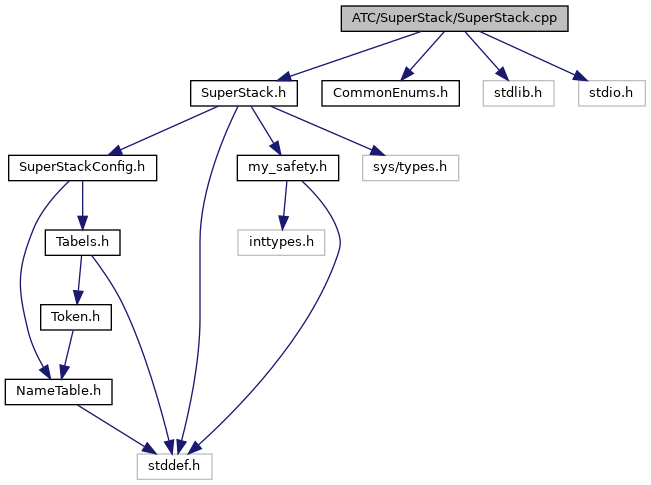 ATC/SuperStack/SuperStack.cpp
SuperStack.h
CommonEnums.h
stdlib.h
stdio.h
SuperStackConfig.h
my_safety.h
sys/types.h
Tabels.h
inttypes.h
Token.h
NameTable.h
stddef.h